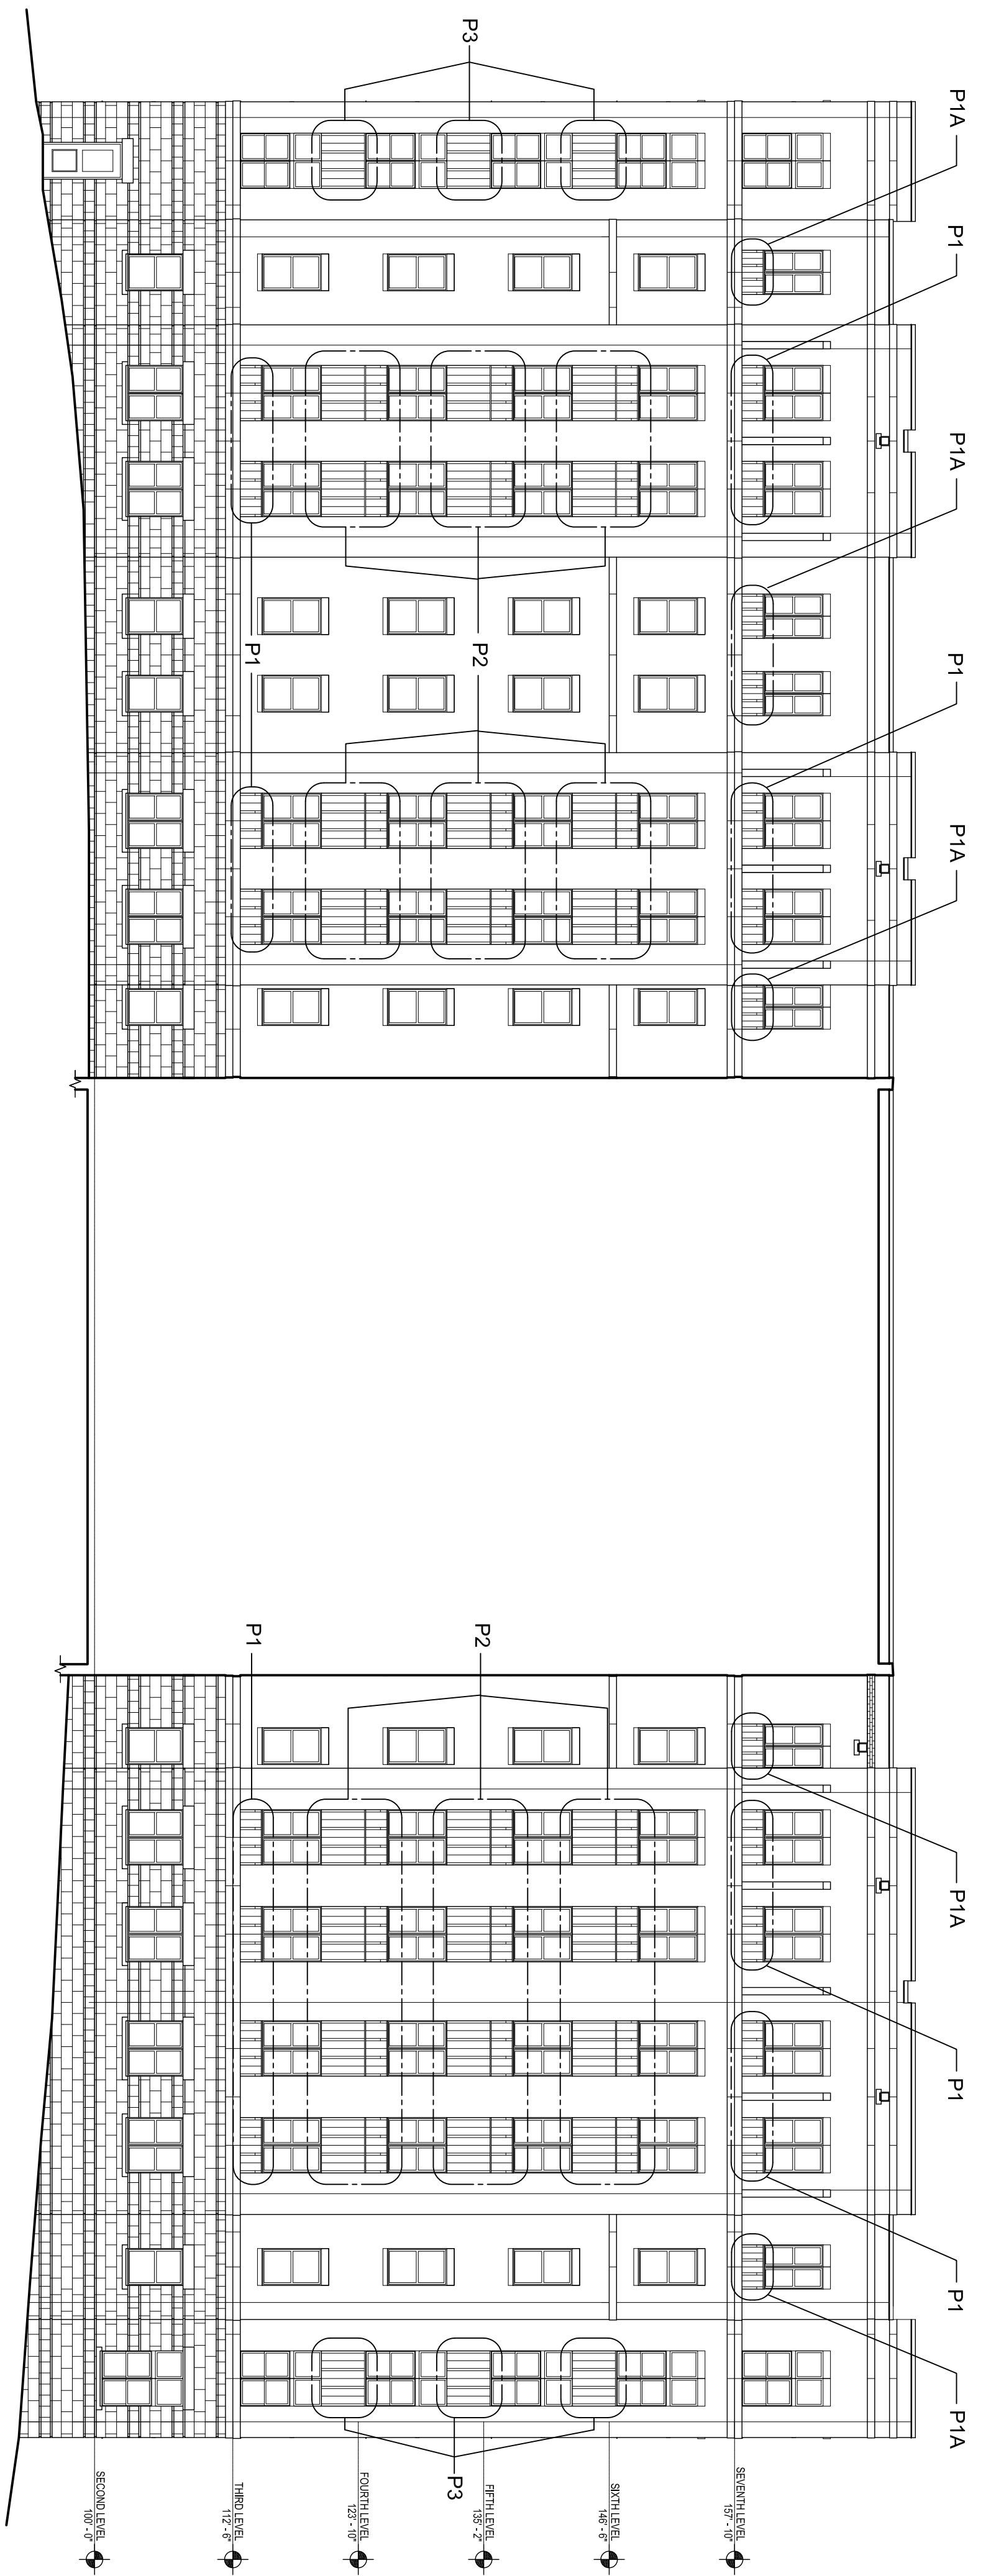 P1A
P1
P1A
P1
P1A
P1A
P1
P1
P1A
P3
P2
P2
P3
P1
P1
SEVENTH LEVEL
157' - 10"
SIXTH LEVEL
146' - 6"
FIFTH LEVEL
135' - 2"
FOURTH LEVEL
123' - 10"
THIRD LEVEL
112' - 6"
SECOND LEVEL
100' - 0"